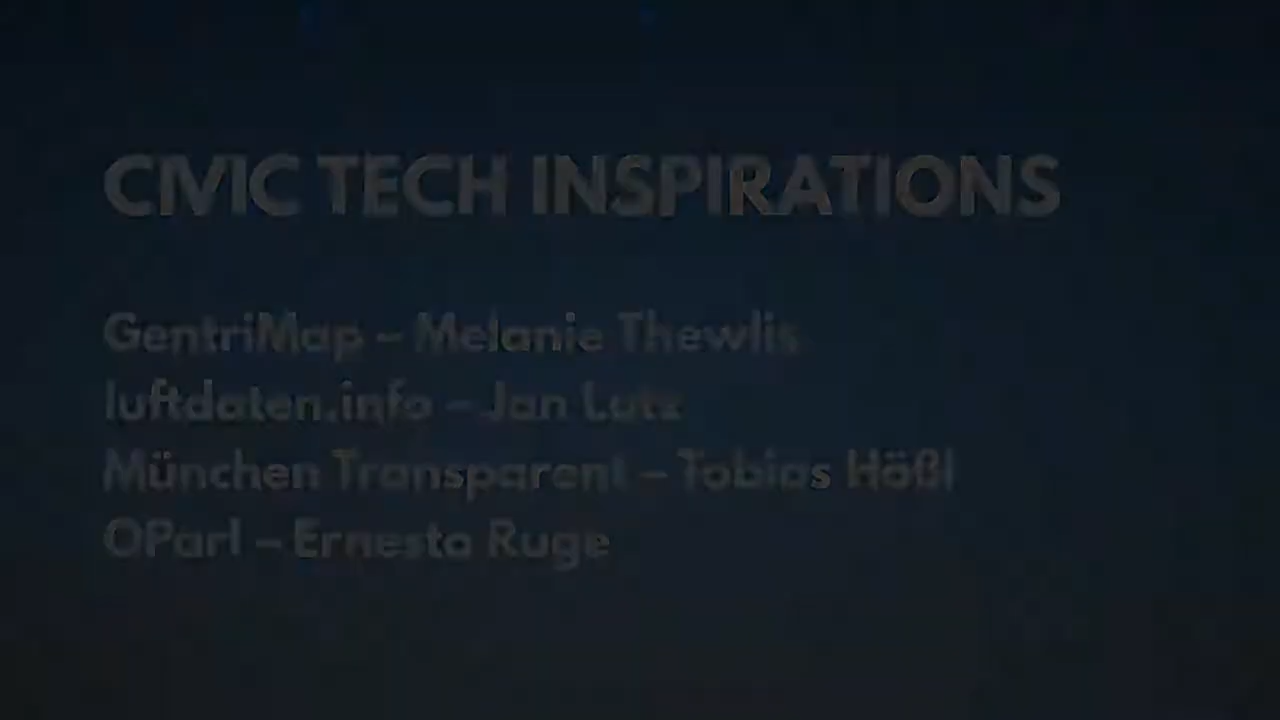 CIVIC TECH INSPIRATIONS
GentriMap – Melanie Thewlis
luftdaten.info – Jan Lutz
München Transparent – Tobias Hößl
OParl – Ernesto Ruge